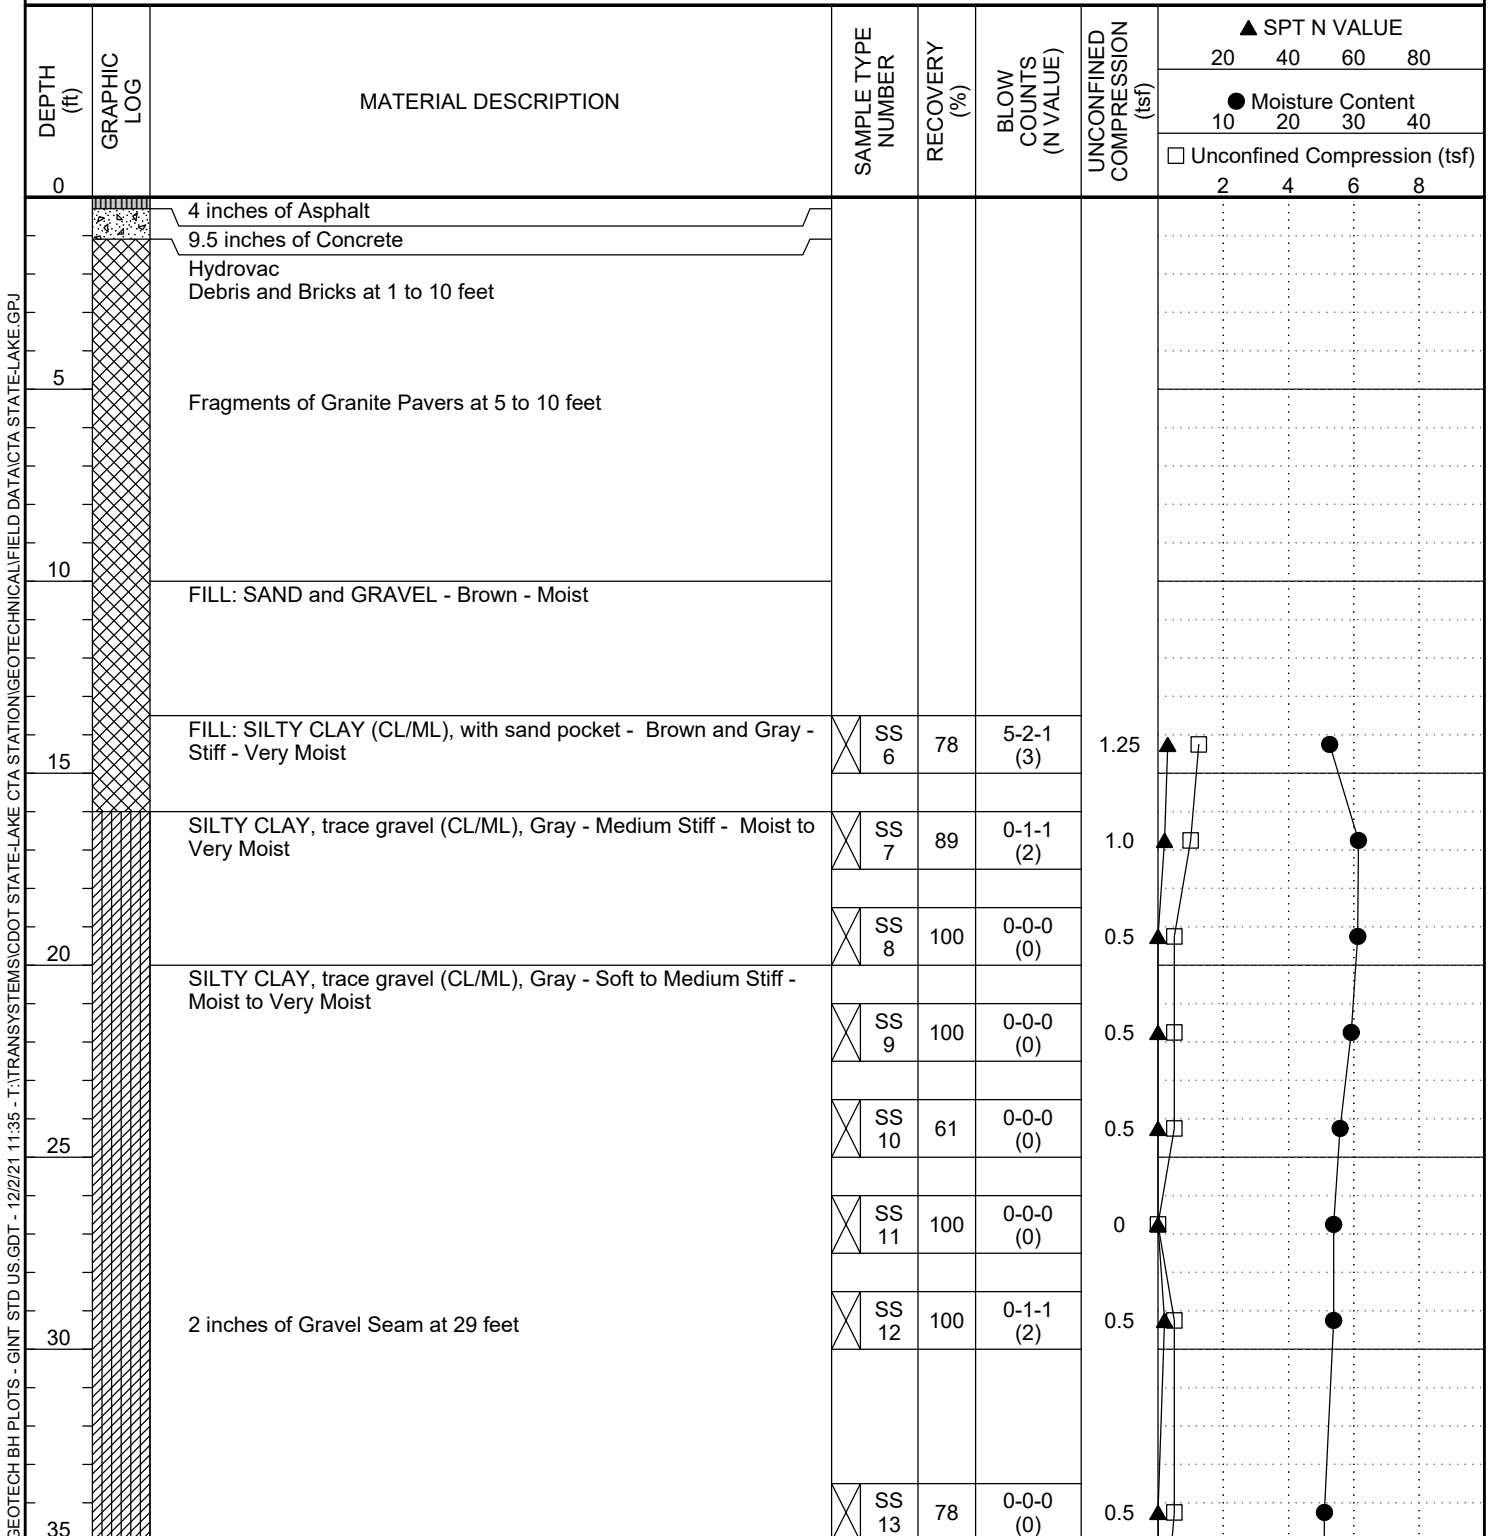 DEPTH
(ft)
GRAPHIC
LOG
MATERIAL DESCRIPTION
SAMPLE TYPE
NUMBER
RECOVERY
(%)
BLOW
COUNTS
(N VALUE)
UNCONFINED
COMPRESSION
(tsf)
▲ SPT N VALUE
20 40 60 80
● Moisture Content
10 20 30 40
□ Unconfined Compression (tsf)
2 4 6 8
0
4 inches of Asphalt
9.5 inches of Concrete
Hydrovac
Debris and Bricks at 1 to 10 feet
5
Fragments of Granite Pavers at 5 to 10 feet
10
FILL: SAND and GRAVEL - Brown - Moist
FILL: SILTY CLAY (CL/ML), with sand pocket - Brown and Gray -
Stiff - Very Moist
SS
6
78
5-2-1
(3)
1.25
15
SILTY CLAY, trace gravel (CL/ML), Gray - Medium Stiff - Moist to
Very Moist
SS
7
89
0-1-1
(2)
1.0
SS
8
100
0-0-0
(0)
0.5
20
SILTY CLAY, trace gravel (CL/ML), Gray - Soft to Medium Stiff -
Moist to Very Moist
SS
9
100
0-0-0
(0)
0.5
SS
10
61
0-0-0
(0)
0.5
25
SS
11
100
0-0-0
(0)
0
2 inches of Gravel Seam at 29 feet
SS
12
100
0-1-1
(2)
0.5
30
SS
13
78
0-0-0
(0)
0.5
35
GEOTECH BH PLOTS - GINT STD US.GDT - 12/2/21 11:35 - T:\TRANSYSTEMS\CDOT STATE-LAKE CTA STATION\GEOTECHNICAL\FIELD DATA\CTA STATE-LAKE.GPJ